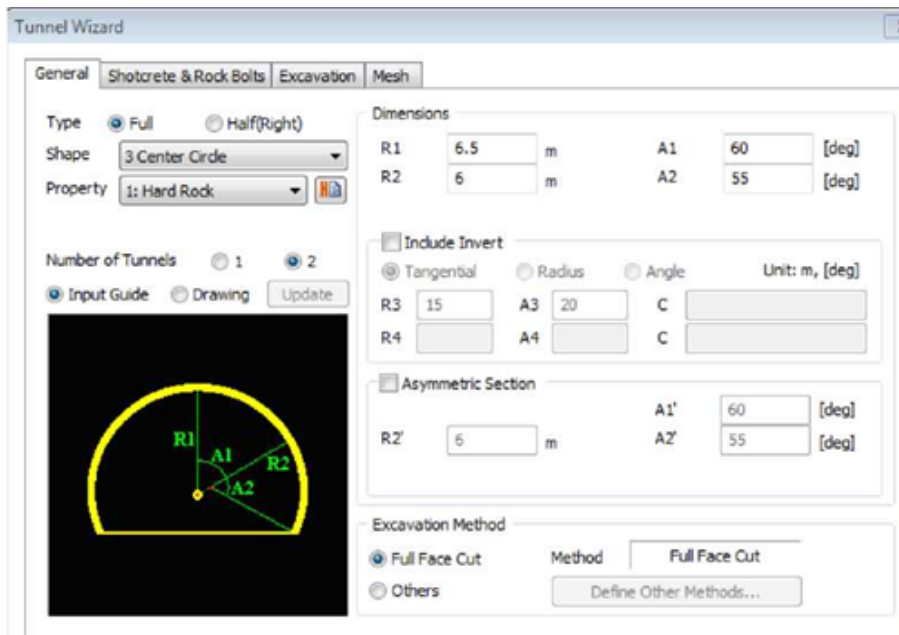 Tunnel Wizard
General Shotcrete & Rock Bolts Excavation Mesh
Type Full Half(Right)
Shape 3 Center Circle
Property 1: Hard Rock
Number of Tunnels 1 2
Input Guide Drawing Update
R1 A1 R2 A2
Dimensions
R1 6.5 m A1 60 [deg]
R2 6 m A2 55 [deg]
Include Invert
Tangential Radius Angle Unit: m, [deg]
R3 15 A3 20 C
R4 A4 C
Asymmetric Section
A1' 60 [deg]
R2' 6 m A2' 55 [deg]
Excavation Method
Full Face Cut Method Full Face Cut
Others Define Other Methods...